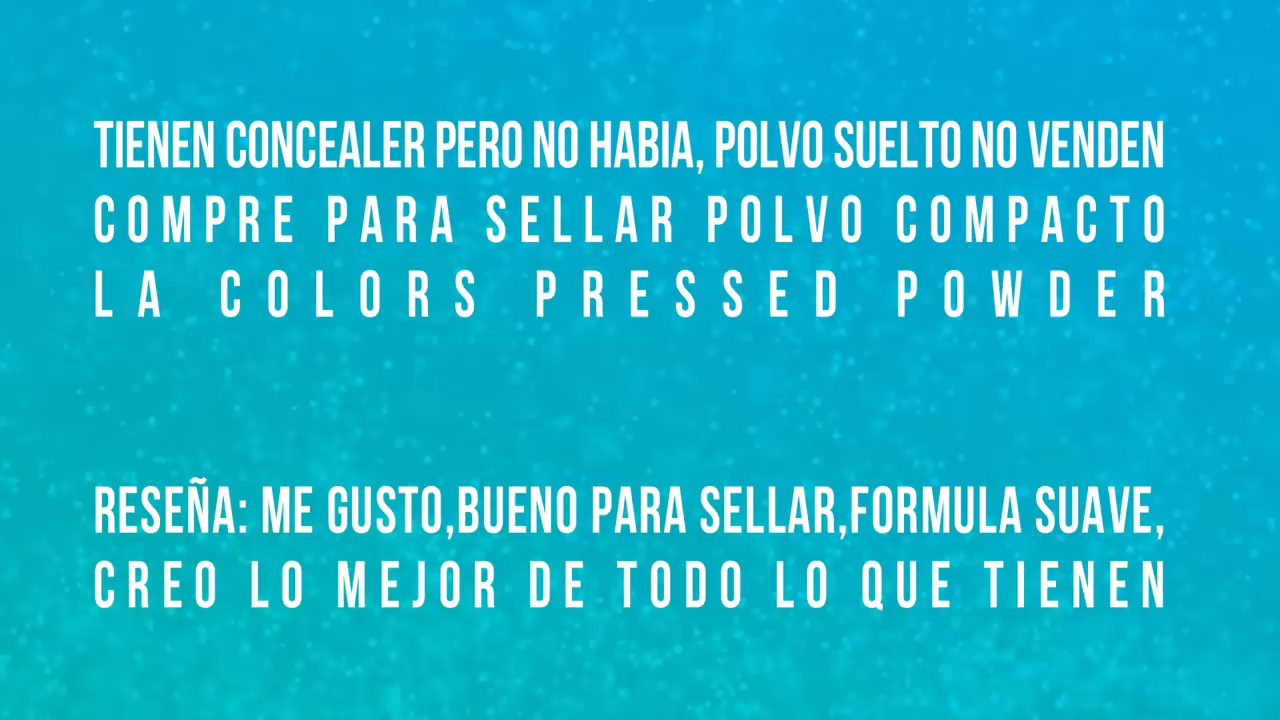 TIENEN CONCEALER PERO NO HABIA, POLVO SUELTO NO VENDEN
COMPRE PARA SELLAR POLVO COMPACTO
LA COLORS PRESSED POWDER
RESEÑA: ME GUSTO,BUENO PARA SELLAR,FORMULA SUAVE,
CREO LO MEJOR DE TODO LO QUE TIENEN